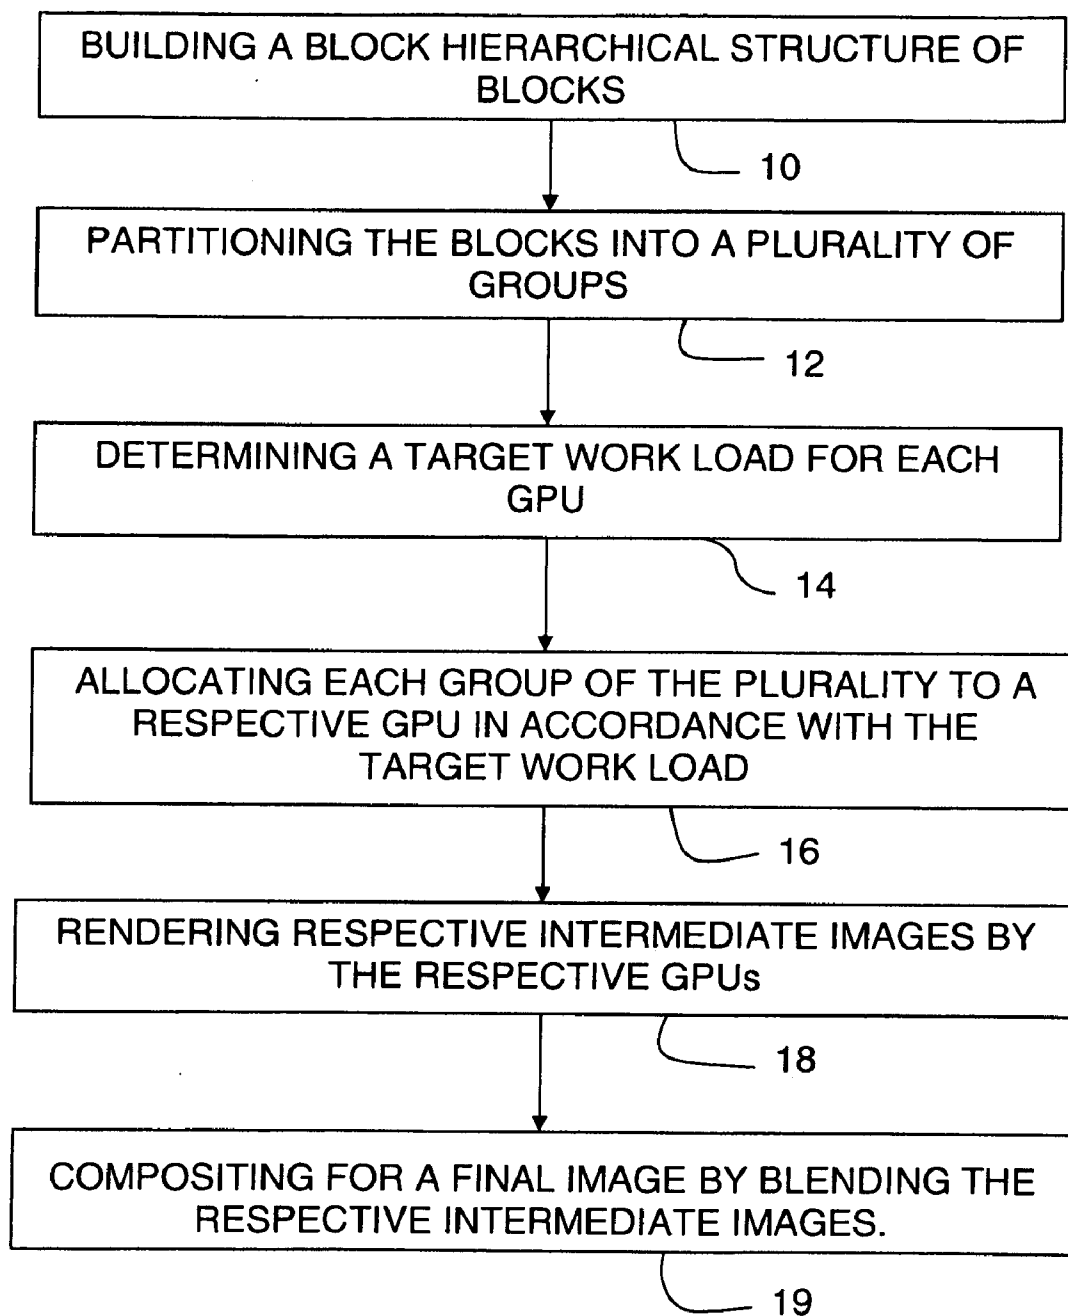 BUILDING A BLOCK HIERARCHICAL STRUCTURE OF
BLOCKS
10
PARTITIONING THE BLOCKS INTO A PLURALITY OF
GROUPS
12
DETERMINING A TARGET WORK LOAD FOR EACH
GPU
14
ALLOCATING EACH GROUP OF THE PLURALITY TO A
RESPECTIVE GPU IN ACCORDANCE WITH THE
TARGET WORK LOAD
16
RENDERING RESPECTIVE INTERMEDIATE IMAGES BY
THE RESPECTIVE GPUs
18
COMPOSITING FOR A FINAL IMAGE BY BLENDING THE
RESPECTIVE INTERMEDIATE IMAGES.
19